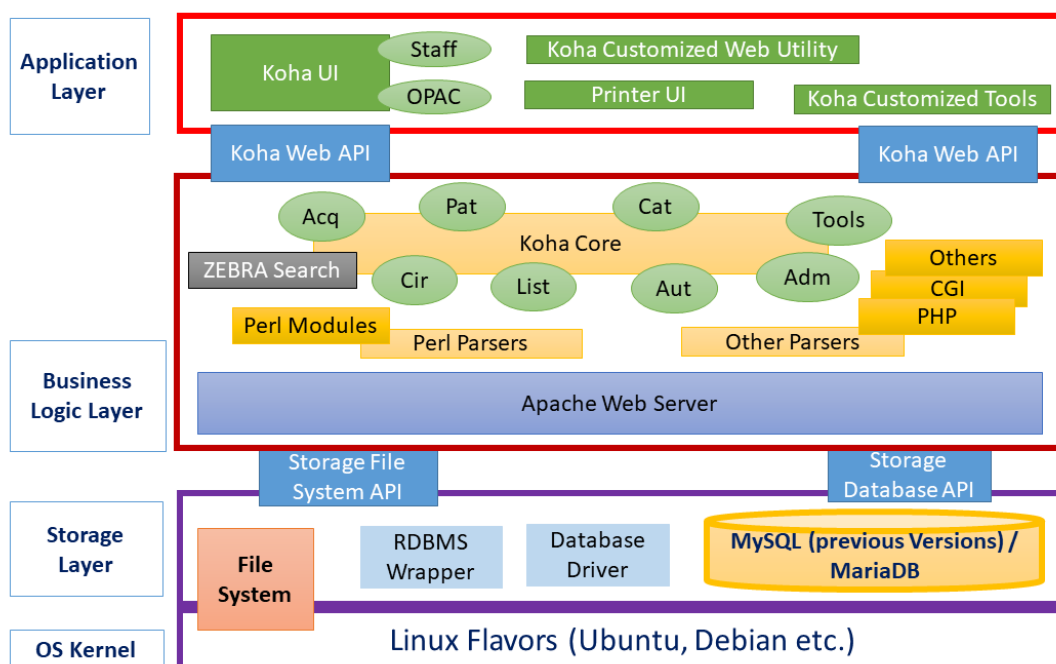 Application
Layer
Koha UI
Staff
OPAC
Koha Customized Web Utility
Printer UI
Koha Customized Tools
Koha Web API
Koha Web API
Acq
Pat
Cat
Tools
Koha Core
ZEBRA Search
Cir
List
Aut
Adm
Others
CGI
PHP
Perl Modules
Perl Parsers
Other Parsers
Business
Logic Layer
Apache Web Server
Storage File
System API
Storage
Database API
Storage
Layer
File
System
RDBMS
Wrapper
Database
Driver
MySQL (previous Versions) /
MariaDB
OS Kernel
Linux Flavors (Ubuntu, Debian etc.)